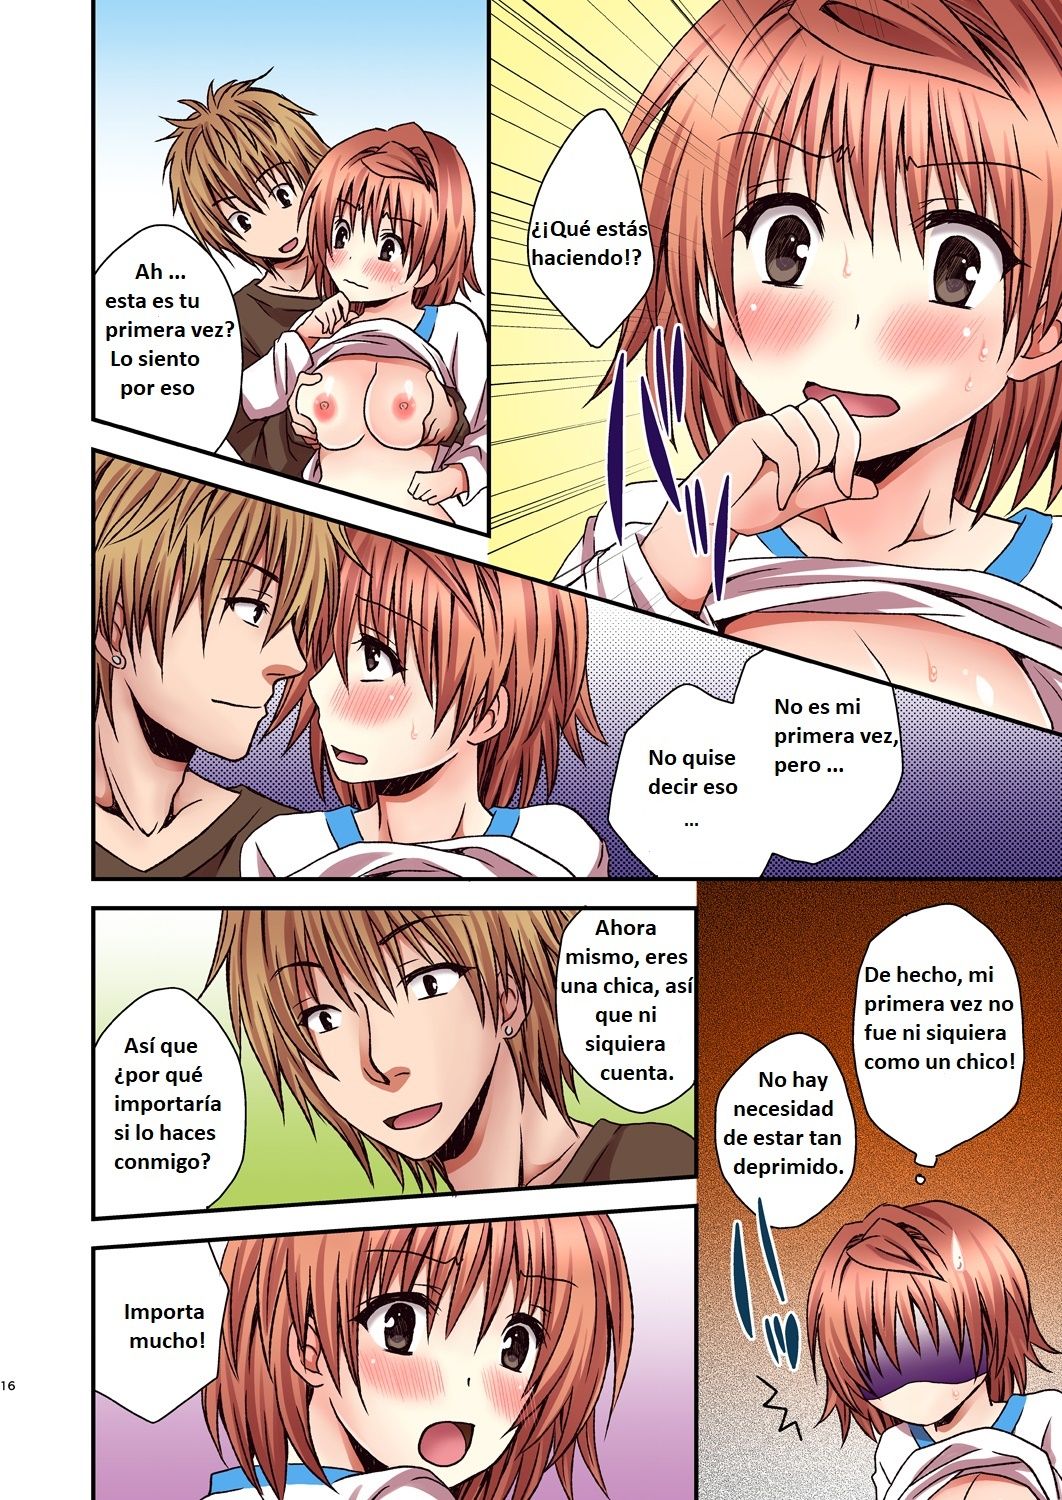 ¿¡Qué estás
haciendo!?
Ah ...
esta es tu
primera vez?
Lo siento
por eso
No es mi
primera vez,
pero ...
No quise
decir eso
...
De hecho, mi
primera vez no
fue ni siquiera
como un chico!
No hay
necesidad
de estar tan
deprimido.
Ahora
mismo, eres
una chica, así
que ni
siquiera
cuenta.
Así que
¿por qué
importaría
si lo haces
conmigo?
Importa
mucho!
16